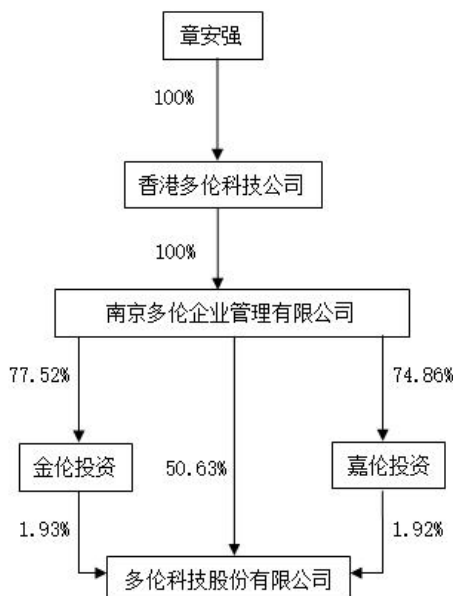 章安强
100%
香港多伦科技公司
100%
南京多伦企业管理有限公司
77.52%
74.86%
金伦投资
50.63%
嘉伦投资
1.93%
1.92%
多伦科技股份有限公司